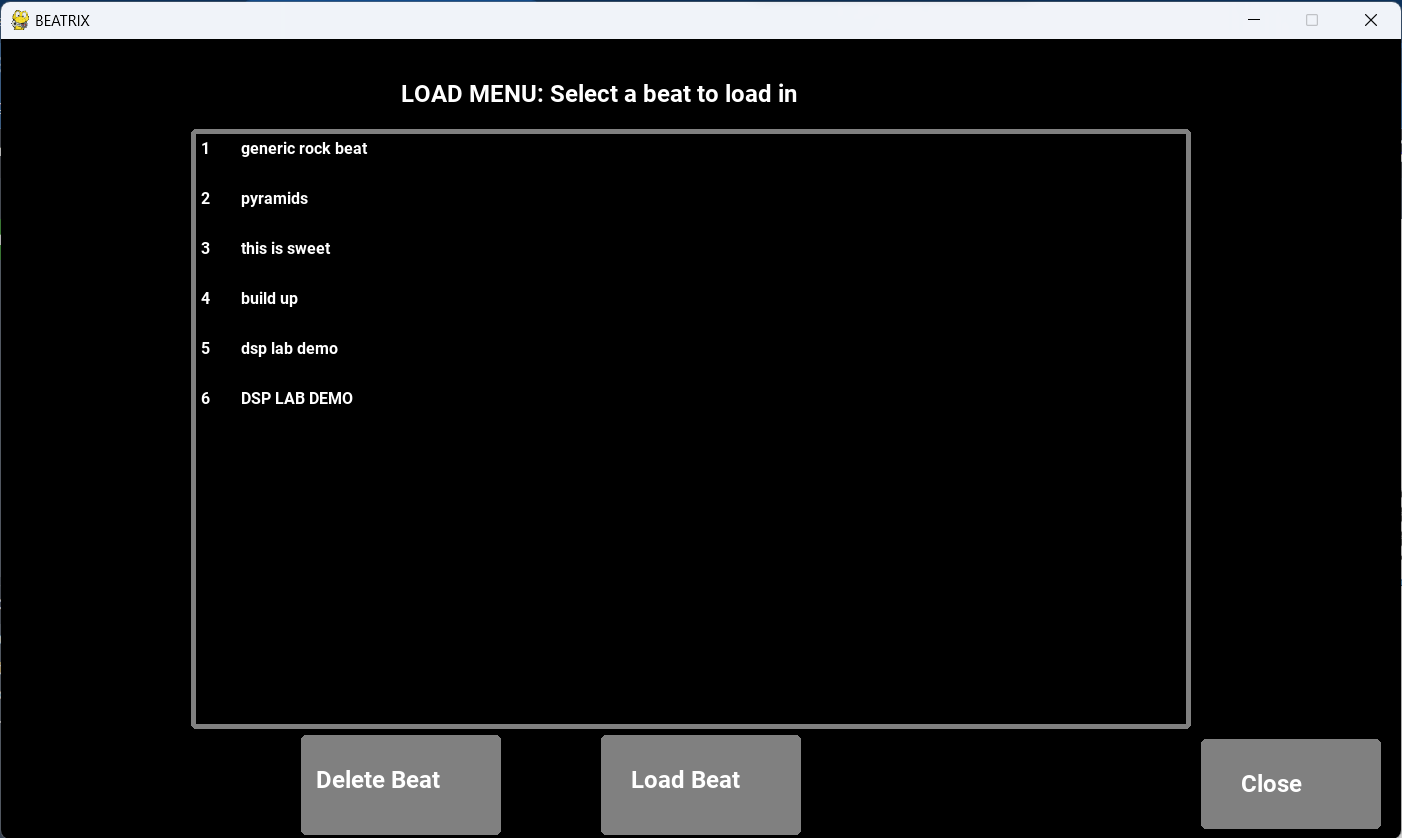 BEATRIX
LOAD MENU: Select a beat to load in
1 generic rock beat
2 pyramids
3 this is sweet
4 build up
5 dsp lab demo
6 DSP LAB DEMO
Delete Beat Load Beat Close